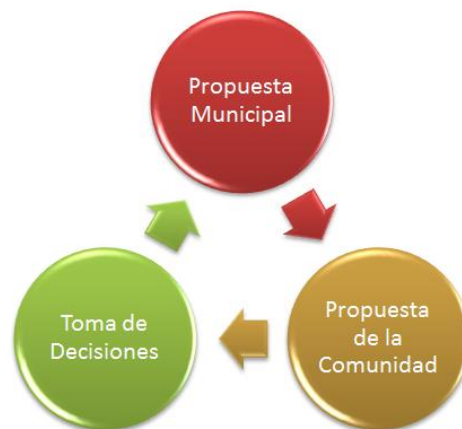 Propuesta
Municipal
Propuesta
de la
Comunidad
Toma de
Decisiones